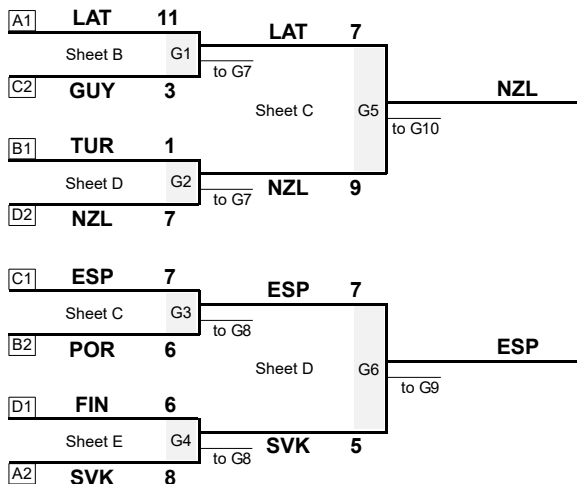 A1 LAT 11
Sheet B G1
C2 GUY 3
to G7
LAT 7
Sheet C G5
NZL
to G10
B1 TUR 1
Sheet D G2
D2 NZL 7
to G7
NZL 9
C1 ESP 7
Sheet C G3
B2 POR 6
to G8
ESP 7
Sheet D G6
ESP
to G9
D1 FIN 6
Sheet E G4
A2 SVK 8
to G8
SVK 5